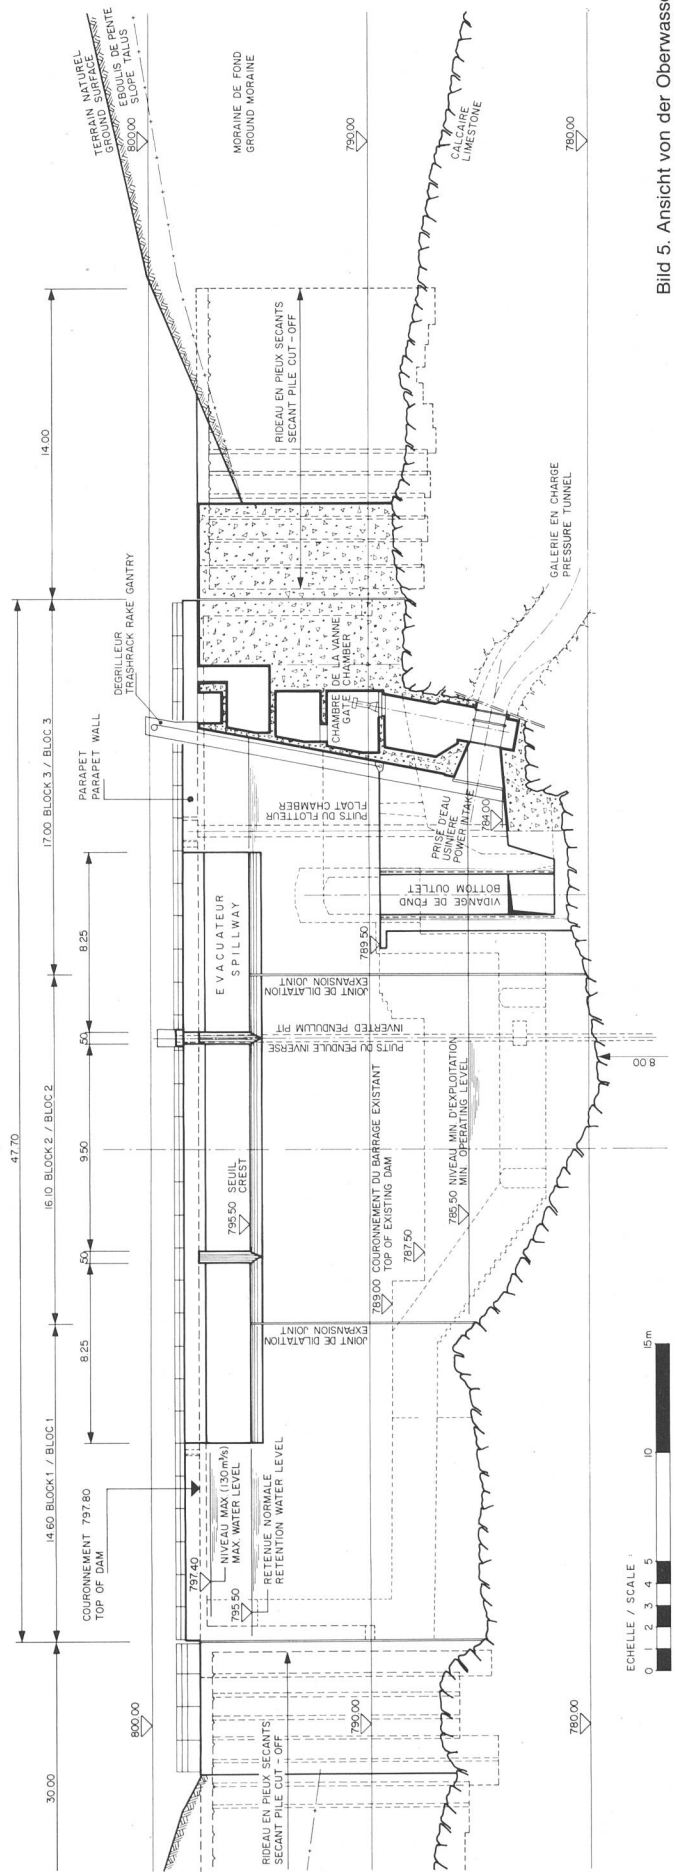 30.00
47.70
14.00
14.60 BLOCK 1 / BLOC 1
16.10 BLOCK 2 / BLOC 2
17.00 BLOCK 3 / BLOC 3
8.25
50
9.50
50
8.25
COURONNEMENT 797.80
TOP OF DAM
PARAPET
PARAPET WALL
DEGRILLEUR
TRASHRACK RAKE GANTRY
TERRAIN NATUREL
GROUND SURFACE
EBOULIS DE PENTE
SLOPE TALUS
800.00
800.00
797.40
NIVEAU MAX (130 m³/s)
MAX. WATER LEVEL
795.50
RETENUE NORMALE
RETENTION WATER LEVEL
795.50 SEUIL
CREST
EVACUATEUR
SPILLWAY
MORAINE DE FOND
GROUND MORAINE
RIDEAU EN PIEUX SECANTS
SECANT PILE CUT-OFF
RIDEAU EN PIEUX SECANTS
SECANT PILE CUT-OFF
JOINT DE DILATATION
EXPANSION JOINT
JOINT DE DILATATION
EXPANSION JOINT
PUITS DU PENDULE INVERSE
INVERTED PENDULUM PIT
PUITS DU FLOTTEUR
FLOAT CHAMBER
CHAMBRE DE LA VANNE
GATE CHAMBER
790.00
790.00
789.00 COURONNEMENT DU BARRAGE EXISTANT
TOP OF EXISTING DAM
787.50
789.50
785.50 NIVEAU MIN. D'EXPLOITATION
MIN. OPERATING LEVEL
VIDANGE DE FOND
BOTTOM OUTLET
PRISE D'EAU
USINIERE
POWER INTAKE
784.00
CALCAIRE
LIMESTONE
GALERIE EN CHARGE
PRESSURE TUNNEL
780.00
780.00
8.00
ECHELLE / SCALE :
0 1 2 3 4 5 10 15m
Bild 5. Ansicht von der Oberwasse